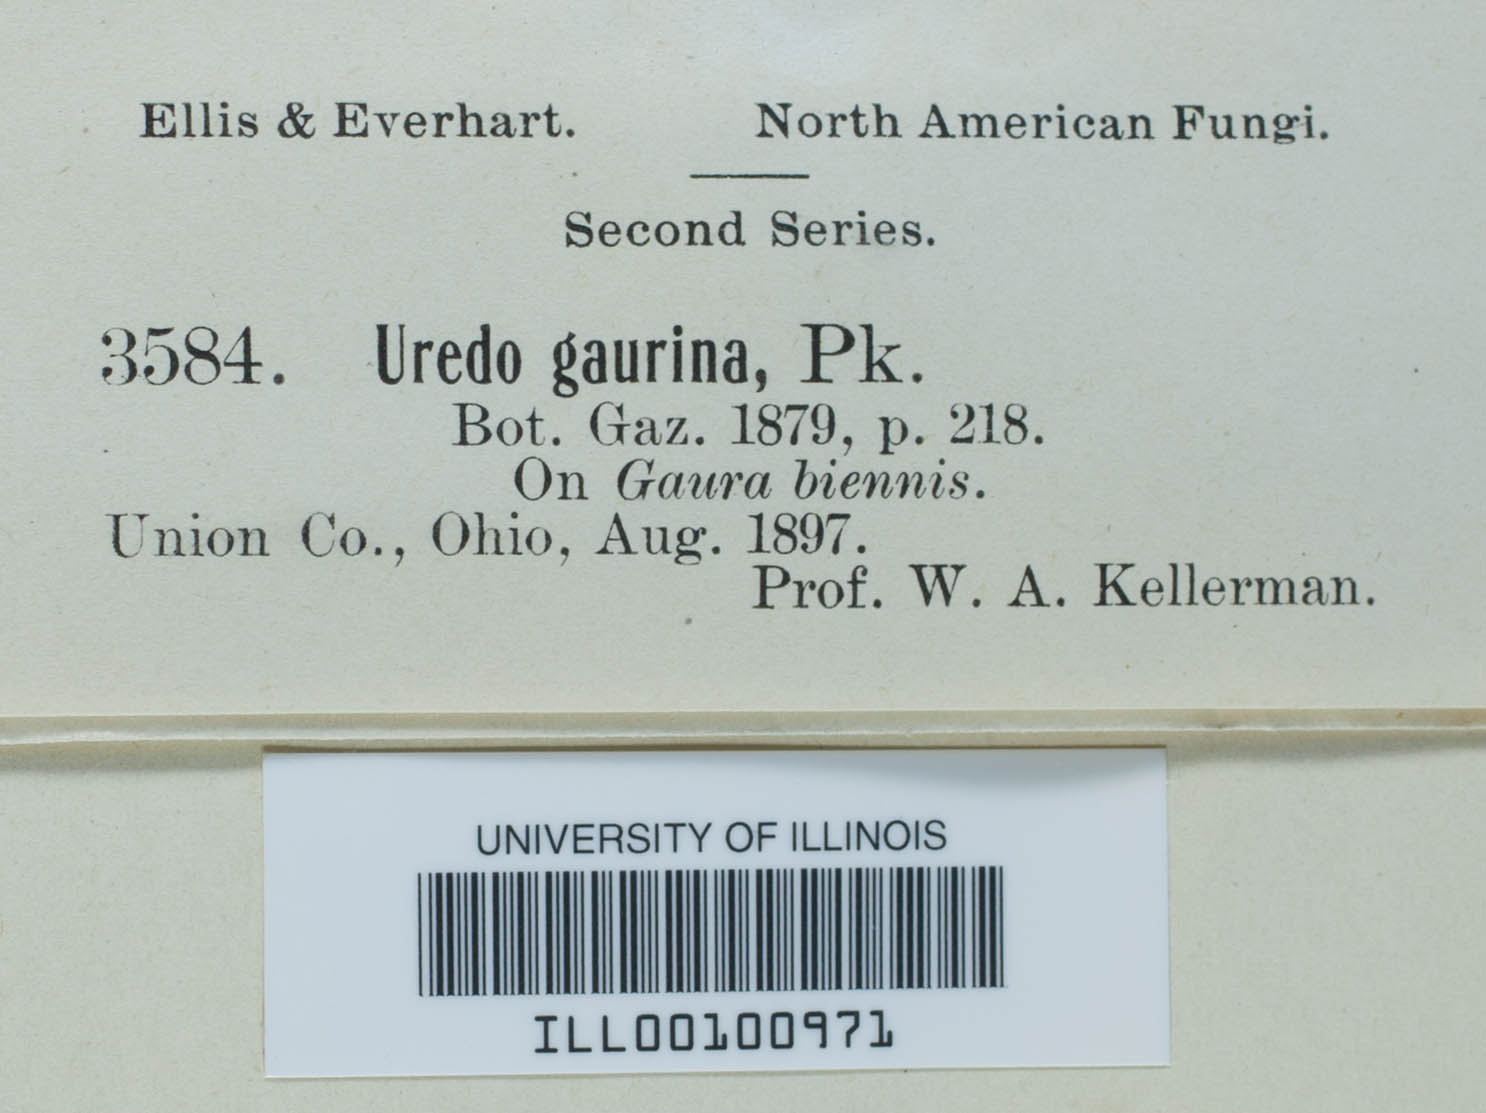 Ellis & Everhart. North American Fungi.
Second Series.
3584. Uredo gaurina, Pk.
Bot. Gaz. 1879, p. 218.
On Gaura biennis.
Union Co., Ohio, Aug. 1897.
Prof. W. A. Kellerman.
UNIVERSITY OF ILLINOIS
ILL00100971